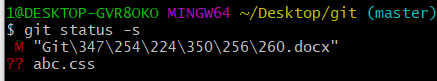 1@DESKTOP-GVR8OKO MINGW64 ~/Desktop/git (master)
$ git status -s
 M "Git\347\254\224\350\256\260.docx"
?? abc.css